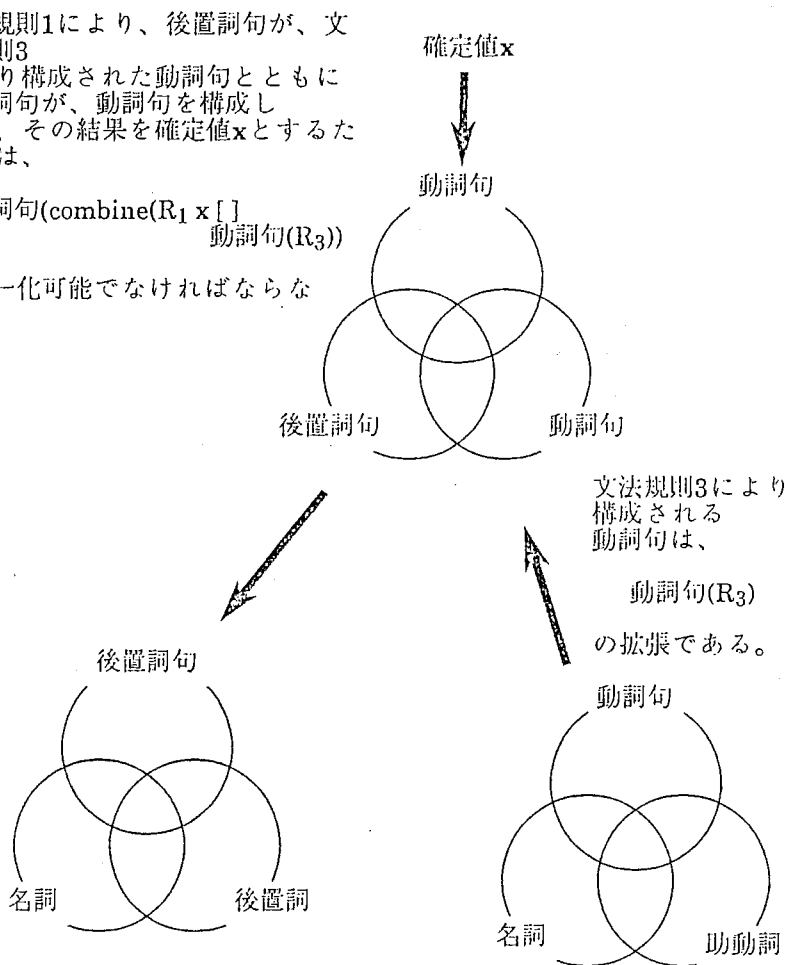 規則1により、後置詞句が、文
則3
り構成された動詞句とともに
詞句が、動詞句を構成し
、その結果を確定値xとするた
は、
詞句(combine(R1 x [ ]
動詞句(R3))
一化可能でなければならな
確定値x
動詞句
後置詞句
動詞句
文法規則3により
構成される
動詞句は、
動詞句(R3)
の拡張である。
後置詞句
名詞
後置詞
動詞句
名詞
助動詞